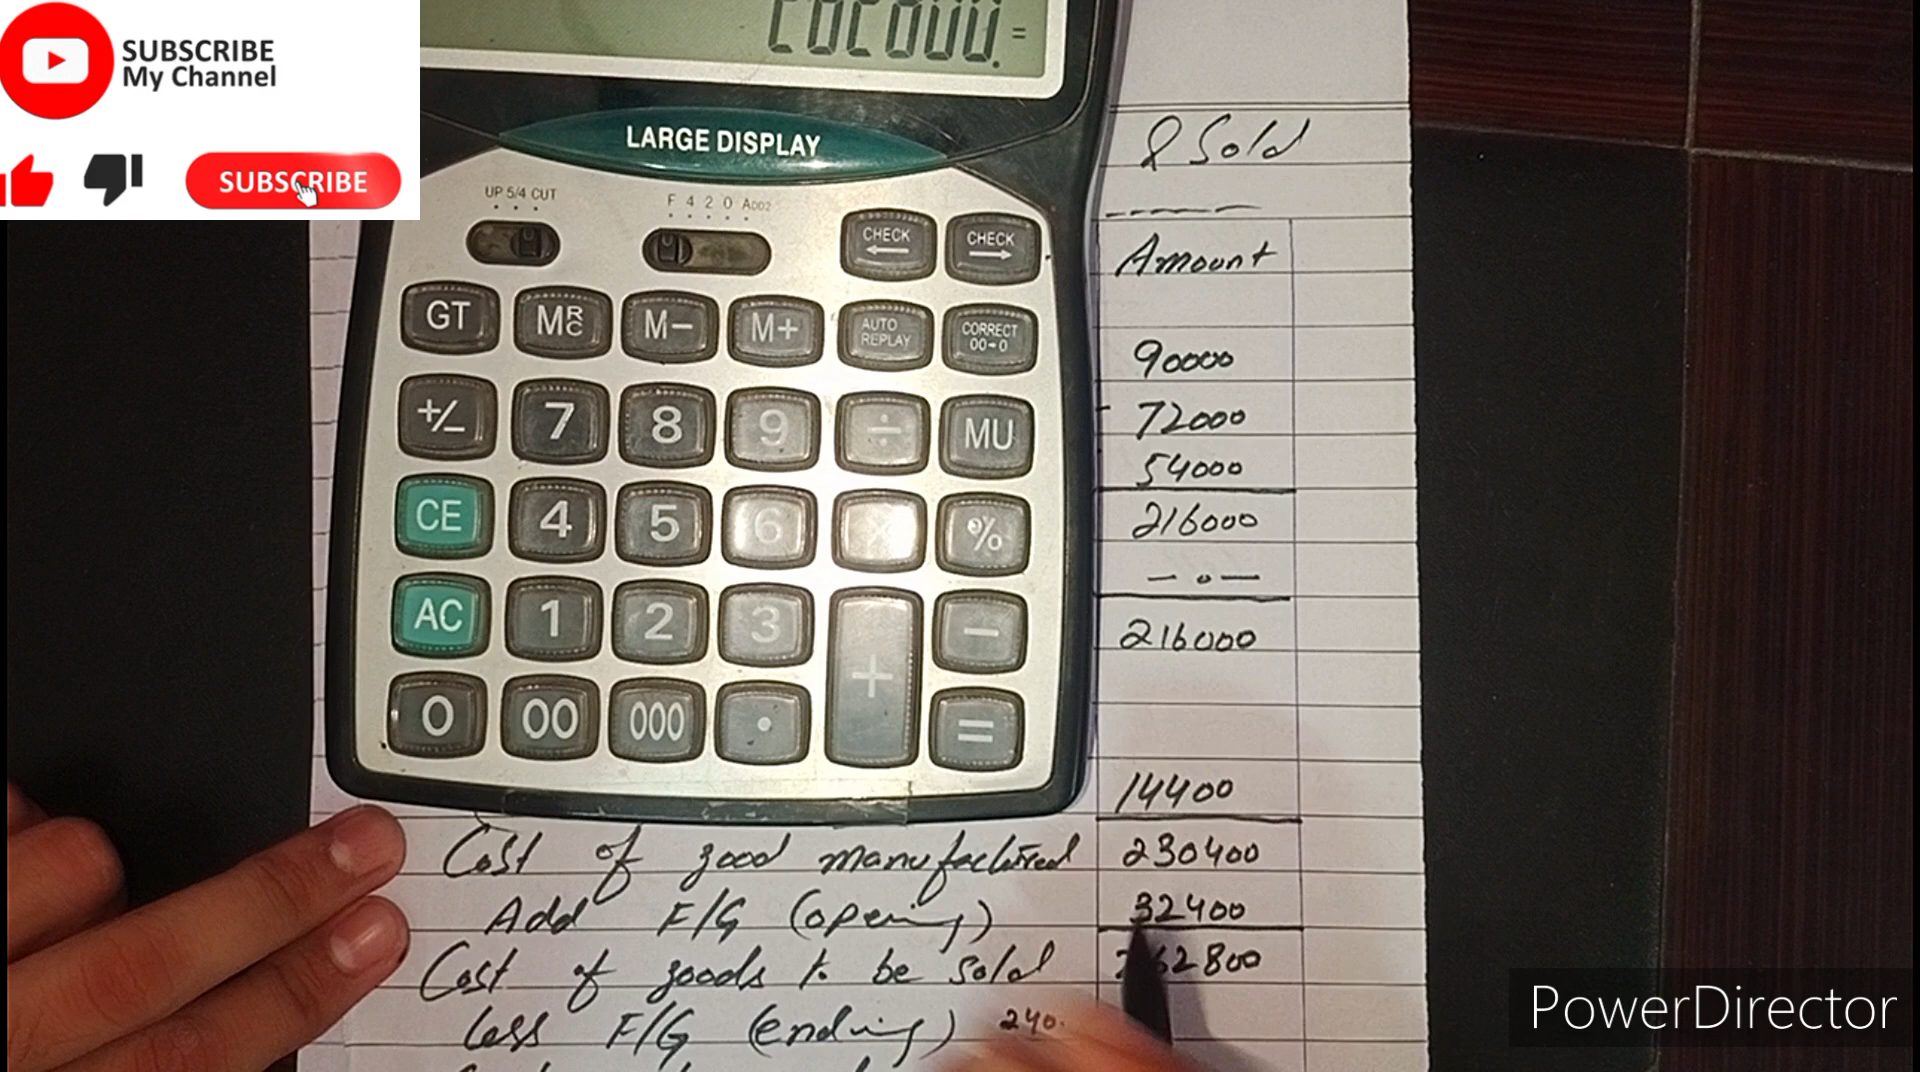 SUBSCRIBE
My Channel
SUBSCRIBE
LARGE DISPLAY
UP 5/4 CUT
F 4 2 0 ADD2
CHECK CHECK
GT MRC M- M+ AUTO REPLAY CORRECT 00→0
+/- 7 8 9 ÷ MU
CE 4 5 6 X %
AC 1 2 3 + -
0 00 000 . =
& Sold
Amount
90000
72000
54000
216000
-o-
216000
14400
Cost of good manufactured 230400
Add F/G (opening) 32400
Cost of goods to be sold 262800
Less F/G (ending) 240
PowerDirector